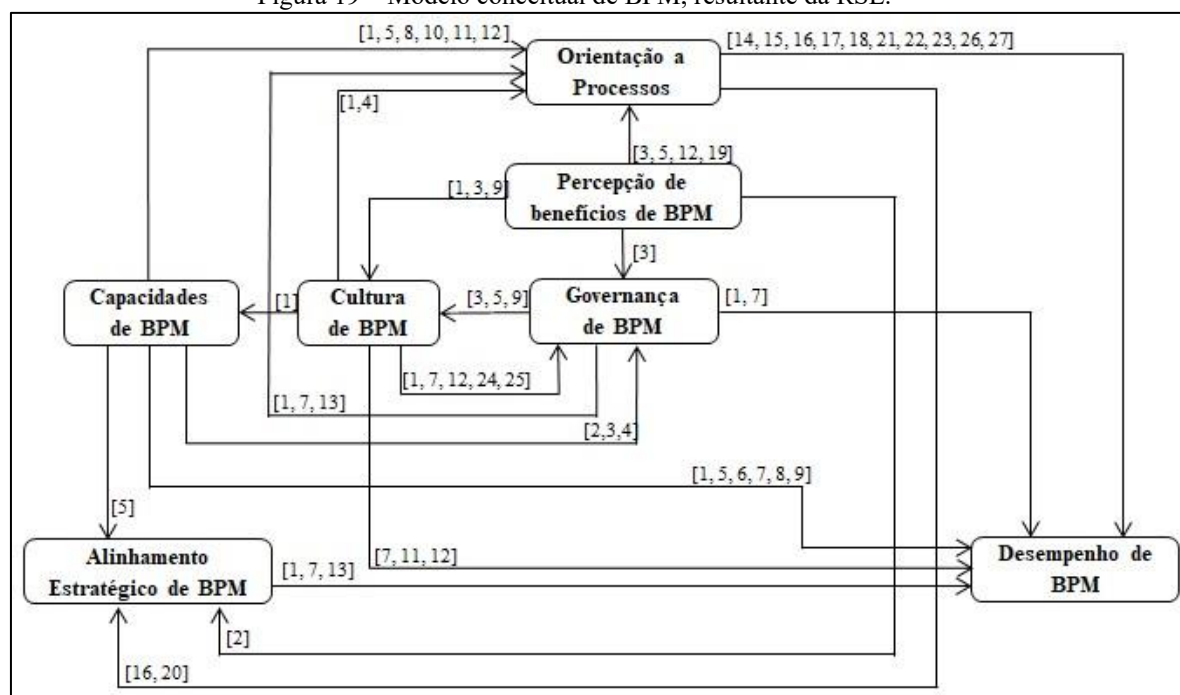 Figura 19 – Modelo conceitual de BPM, resultante da RSL.
[1, 5, 8, 10, 11, 12]
[14, 15, 16, 17, 18, 21, 22, 23, 26, 27]
Orientação a
Processos
[1,4]
[3, 5, 12, 19]
[1, 3, 9]
Percepção de
benefícios de BPM
[3]
Capacidades
de BPM
[1]
Cultura
de BPM
[3, 5, 9]
Governança
de BPM
[1, 7]
[1, 7, 12, 24, 25]
[1, 7, 13]
[2,3,4]
[1, 5, 6, 7, 8, 9]
[5]
Alinhamento
Estratégico de BPM
[1, 7, 13]
[7, 11, 12]
Desempenho de
BPM
[2]
[16, 20]